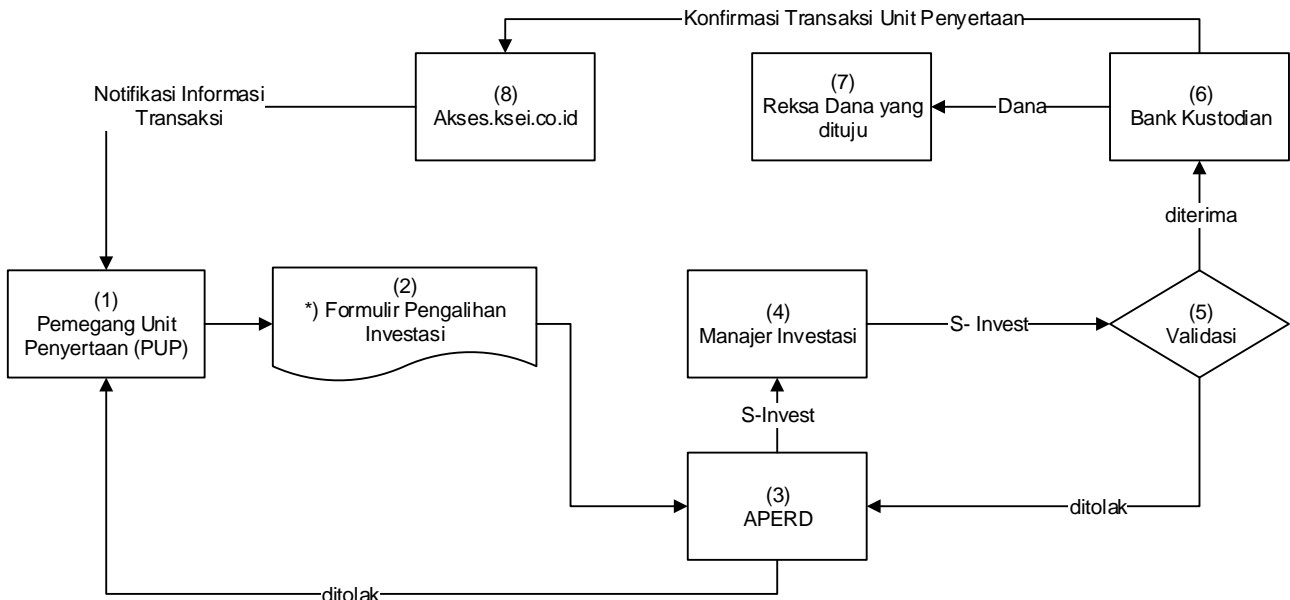 Konfirmasi Transaksi Unit Penyertaan
Notifikasi Informasi
Transaksi
(8)
Akses.ksei.co.id
(7)
Reksa Dana yang
dituju
Dana
(6)
Bank Kustodian
diterima
(1)
Pemegang Unit
Penyertaan (PUP)
(2)
*) Formulir Pengalihan
Investasi
(4)
Manajer Investasi
S- Invest
(5)
Validasi
S-Invest
(3)
APERD
ditolak
ditolak